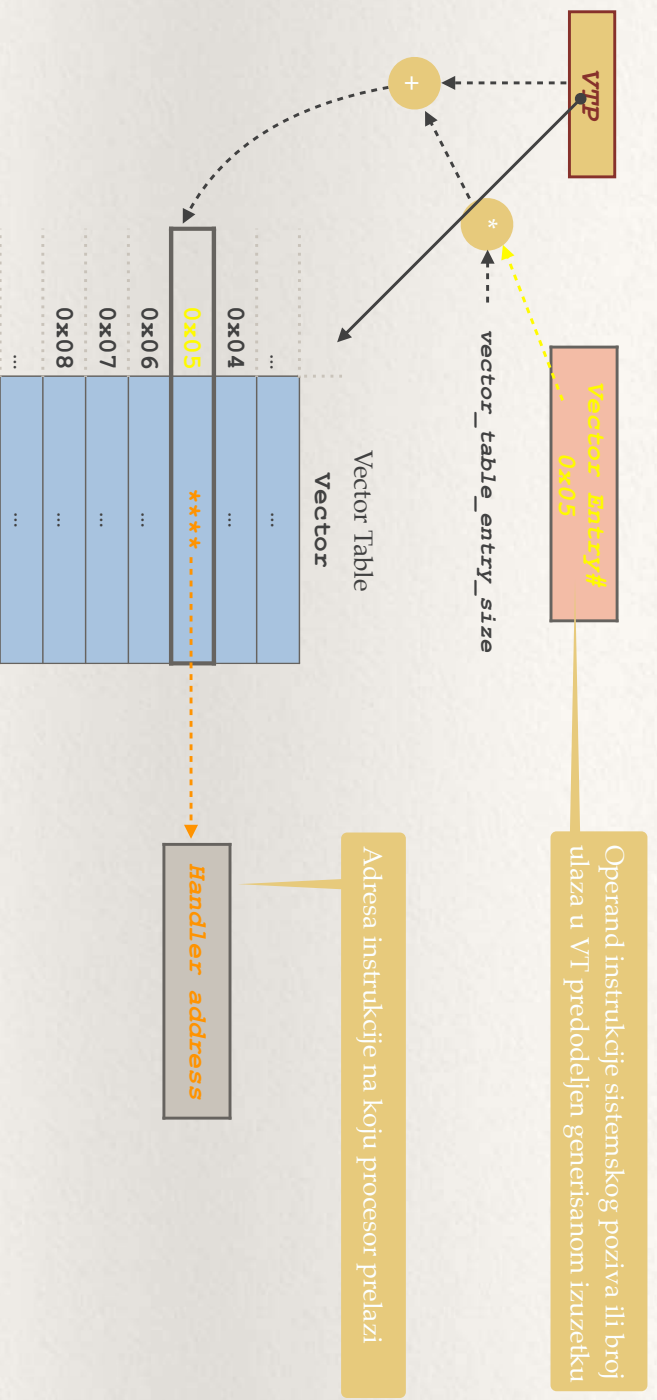 VTP
Vector Entry#
0x05
Operand instrukcije sistemskog poziva ili broj
ulaza u VT predodeljen generisanom izuzetku
*
+
vector_table_entry_size
Adresa instrukcije na koju procesor prelazi
Vector Table
Vector
... ...
0x04 ...
0x05 ****
Handler address
0x06 ...
0x07 ...
0x08 ...
... ...